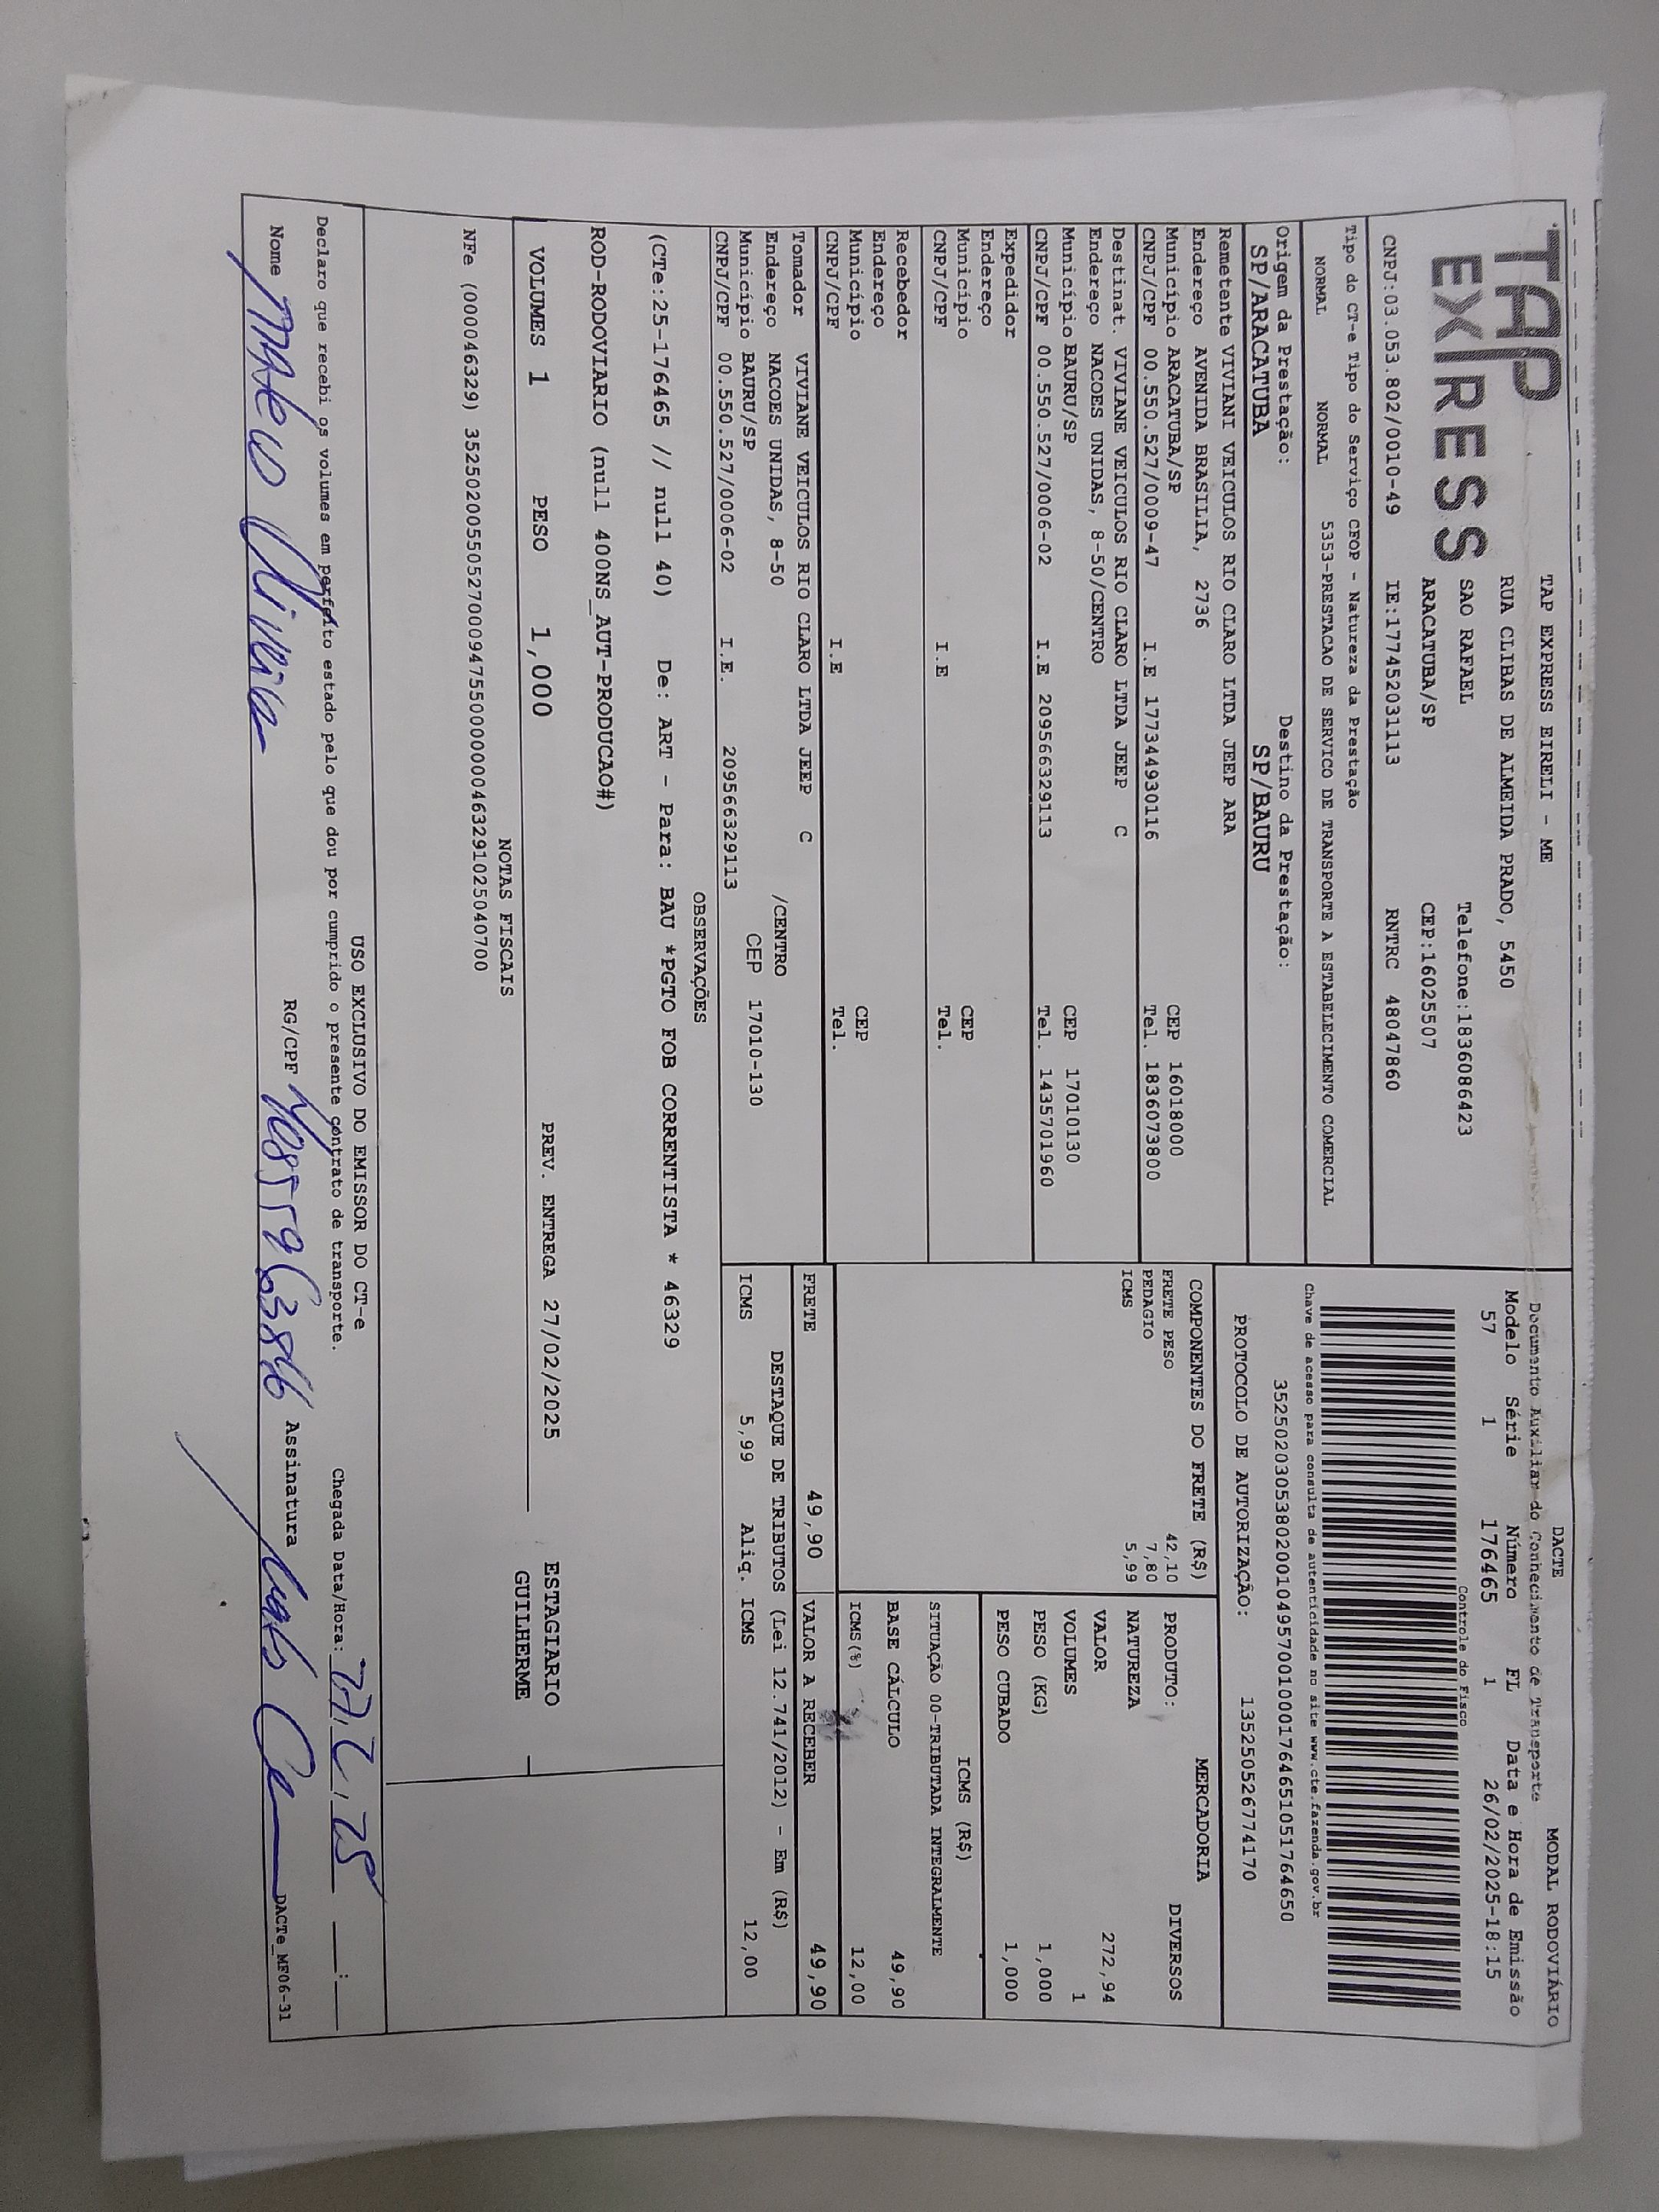 TAP EXPRESS
TAP EXPRESS EIRELI - ME
RUA CLIBAS DE ALMEIDA PRADO, 5450
SAO RAFAEL Telefone:1836086423
ARACATUBA/SP CEP:16025507
CNPJ:03.053.802/0010-49 IE:177452031113 RNTRC 48047860
DACTE MODAL RODOVIÁRIO
Documento Auxiliar do Conhecimento de Transporte
Modelo Série Número FL Data e Hora de Emissão
57 1 176465 1 26/02/2025-18:15
Controle do Fisco
Chave de acesso para consulta de autenticidade no site www.cte.fazenda.gov.br
35250203053802001049570010001764651051764650
PROTOCOLO DE AUTORIZAÇÃO: 135250526774170
Tipo do CT-e Tipo do Serviço CFOP - Natureza da Prestação
NORMAL NORMAL 5353-PRESTACAO DE SERVICO DE TRANSPORTE A ESTABELECIMENTO COMERCIAL
Origem da Prestação: Destino da Prestação:
SP/ARACATUBA SP/BAURU
Remetente VIVIANI VEICULOS RIO CLARO LTDA JEEP ARA
Endereço AVENIDA BRASILIA, 2736
Município ARACATUBA/SP CEP 16018000
CNPJ/CPF 00.550.527/0009-47 I.E 177344930116 Tel. 1836073800
Destinat. VIVIANE VEICULOS RIO CLARO LTDA JEEP C
Endereço NACOES UNIDAS, 8-50/CENTRO
Município BAURU/SP CEP 17010130
CNPJ/CPF 00.550.527/0006-02 I.E 209566329113 Tel. 1435701960
Expedidor
Endereço
Município CEP
CNPJ/CPF I.E Tel.
Recebedor
Endereço
Município CEP
CNPJ/CPF I.E Tel.
Tomador VIVIANE VEICULOS RIO CLARO LTDA JEEP C
Endereço NACOES UNIDAS, 8-50 /CENTRO
Município BAURU/SP CEP 17010-130
CNPJ/CPF 00.550.527/0006-02 I.E. 209566329113
COMPONENTES DO FRETE (R$)
FRETE PESO 42,10
PEDAGIO 7,80
ICMS 5,99
MERCADORIA
PRODUTO: DIVERSOS
NATUREZA
VALOR 272,94
VOLUMES 1
PESO (KG) 1,000
PESO CUBADO 1,000
ICMS (R$)
SITUAÇÃO 00-TRIBUTADA INTEGRALMENTE
BASE CÁLCULO 49,90
ICMS(%) 12,00
FRETE 49,90 VALOR A RECEBER 49,90
DESTAQUE DE TRIBUTOS (Lei 12.741/2012) - Em (R$)
ICMS 5,99 Aliq. ICMS 12,00
OBSERVAÇÕES
(CTe:25-176465 // null 40) De: ART - Para: BAU *PGTO FOB CORRENTISTA * 46329
ROD-RODOVIARIO (null 400NS_AUT-PRODUCAO#)
VOLUMES 1 PESO 1,000 PREV. ENTREGA 27/02/2025 ESTAGIARIO
GUILHERME
NOTAS FISCAIS
NFe (000046329) 35250200550527000947550000000463291025040700
USO EXCLUSIVO DO EMISSOR DO CT-e
Declaro que recebi os volumes em perfeito estado pelo que dou por cumprido o presente contrato de transporte. Chegada Data/Hora:
Nome RG/CPF Assinatura
DACTe_MF06-31